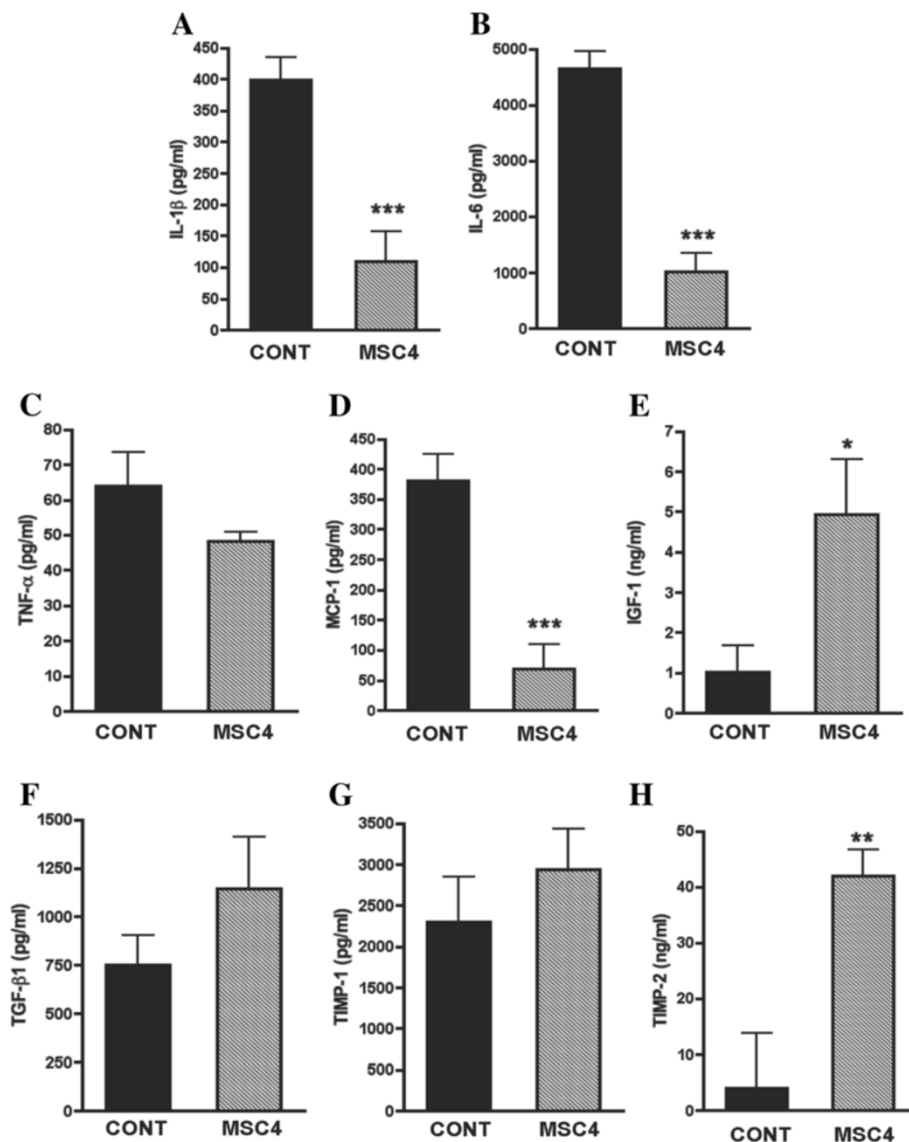 A
IL-1β (pg/ml)
450
400
350
300
250
200
150
100
50
0
***
CONT MSC4
B
IL-6 (pg/ml)
5000
4000
3000
2000
1000
0
***
CONT MSC4
C
TNF-α (pg/ml)
80
70
60
50
40
30
20
10
0
CONT MSC4
D
MCP-1 (pg/ml)
450
400
350
300
250
200
150
100
50
0
***
CONT MSC4
E
IGF-1 (ng/ml)
7
6
5
4
3
2
1
0
*
CONT MSC4
F
TGF-β1 (pg/ml)
1500
1250
1000
750
500
250
0
CONT MSC4
G
TIMP-1 (pg/ml)
3500
3000
2500
2000
1500
1000
500
0
CONT MSC4
H
TIMP-2 (ng/ml)
50
40
30
20
10
0
**
CONT MSC4